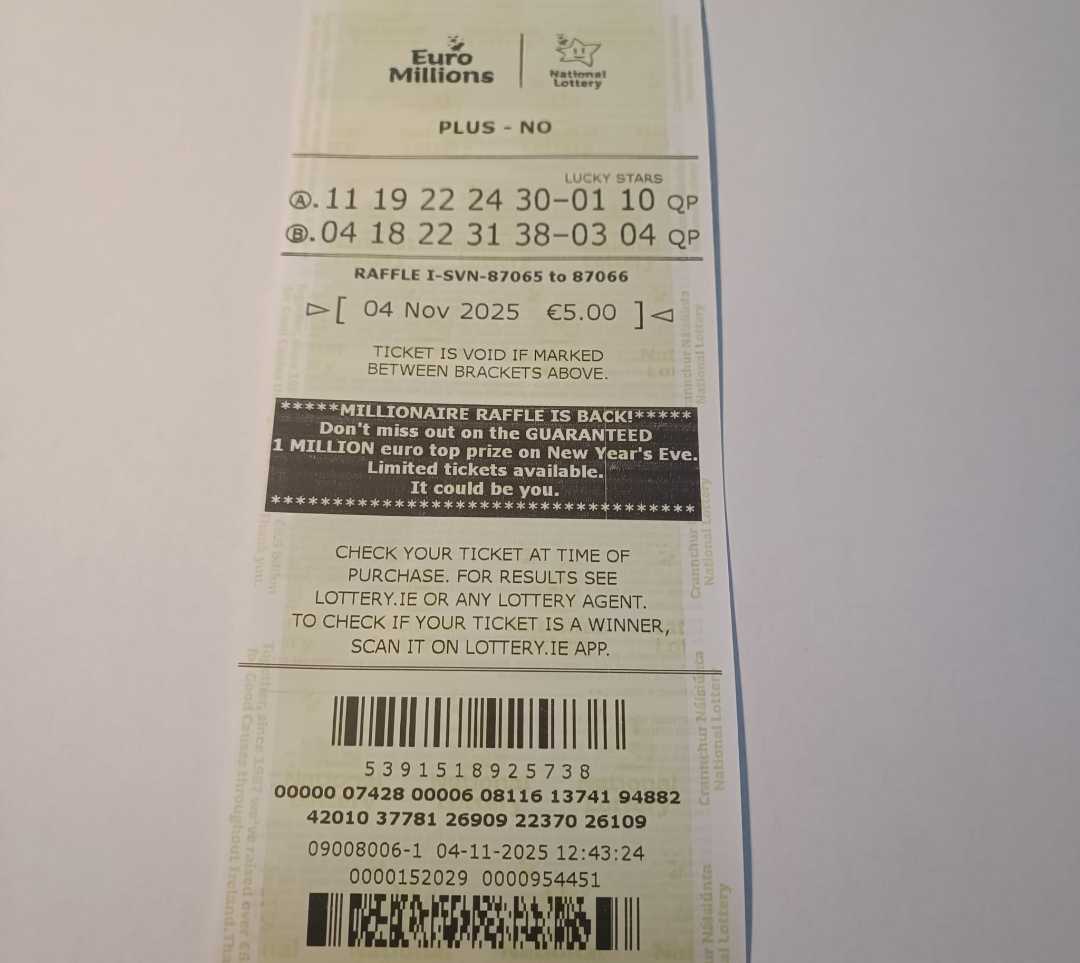 Euro
Millions
National
Lottery
PLUS - NO
LUCKY STARS
Ⓐ.11 19 22 24 30-01 10 QP
Ⓑ.04 18 22 31 38-03 04 QP
RAFFLE I-SVN-87065 to 87066
▷[ 04 Nov 2025 €5.00 ]◁
TICKET IS VOID IF MARKED
BETWEEN BRACKETS ABOVE.
*****MILLIONAIRE RAFFLE IS BACK!*****
Don't miss out on the GUARANTEED
1 MILLION euro top prize on New Year's Eve.
Limited tickets available.
It could be you.
************************************
CHECK YOUR TICKET AT TIME OF
PURCHASE. FOR RESULTS SEE
LOTTERY.IE OR ANY LOTTERY AGENT.
TO CHECK IF YOUR TICKET IS A WINNER,
SCAN IT ON LOTTERY.IE APP.
5391518925738
00000 07428 00006 08116 13741 94882
42010 37781 26909 22370 26109
09008006-1 04-11-2025 12:43:24
0000152029 0000954451
Crannchur Náisiúnta
National Lottery